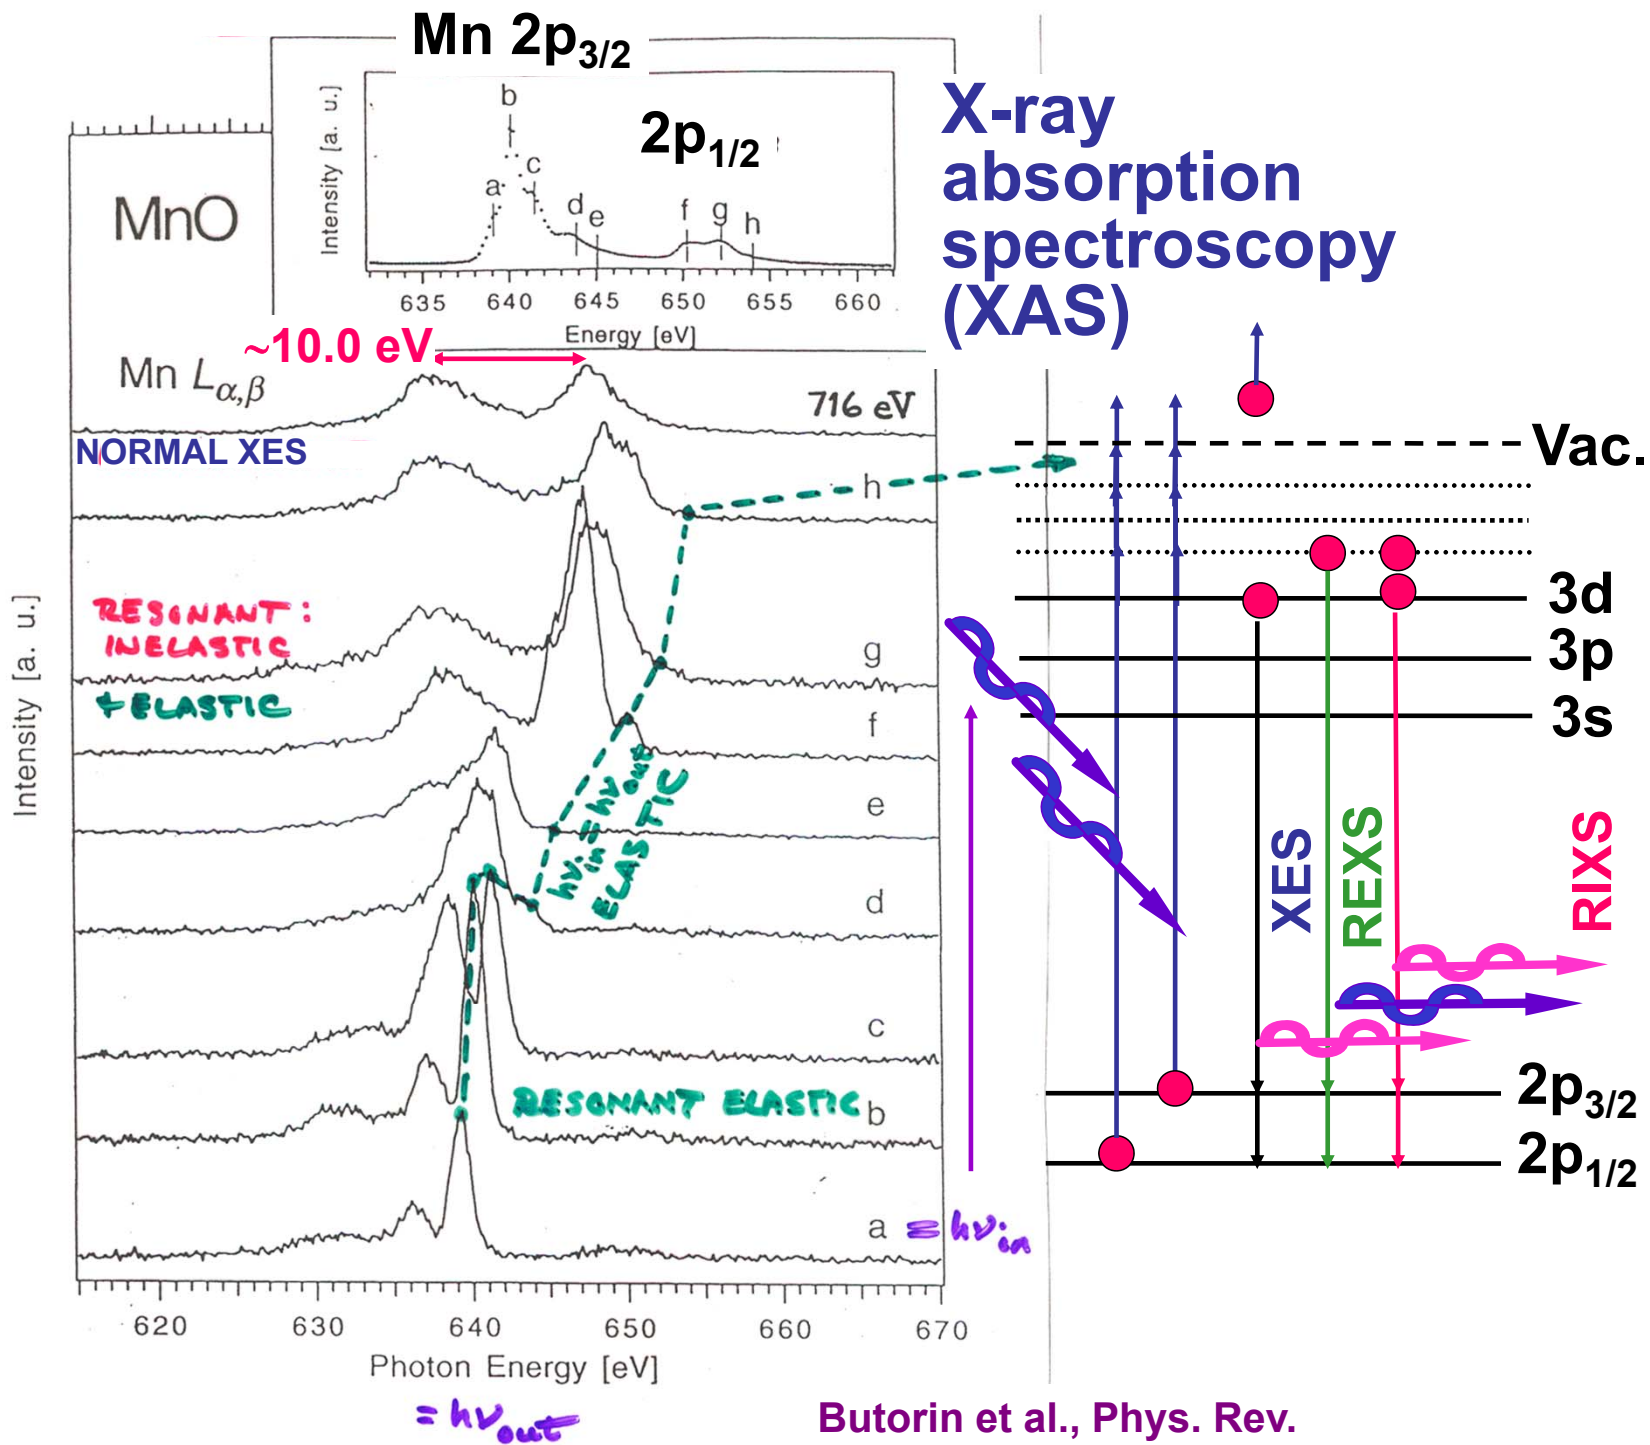 Mn 2p3/2
2p1/2
Intensity [a. u.]
a
b
c
d
e
f
g
h
635 640 645 650 655 660
Energy [eV]
MnO
~10.0 eV
Mn Lα,β
716 eV
NORMAL XES
h
RESONANT:
INELASTIC
+ ELASTIC
g
f
e
hνin = hνout
ELASTIC
d
c
RESONANT ELASTIC
b
a = hνin
Intensity [a. u.]
620 630 640 650 660 670
Photon Energy [eV]
= hνout
X-ray
absorption
spectroscopy
(XAS)
Vac.
3d
3p
3s
XES
REXS
RIXS
2p3/2
2p1/2
Butorin et al., Phys. Rev.